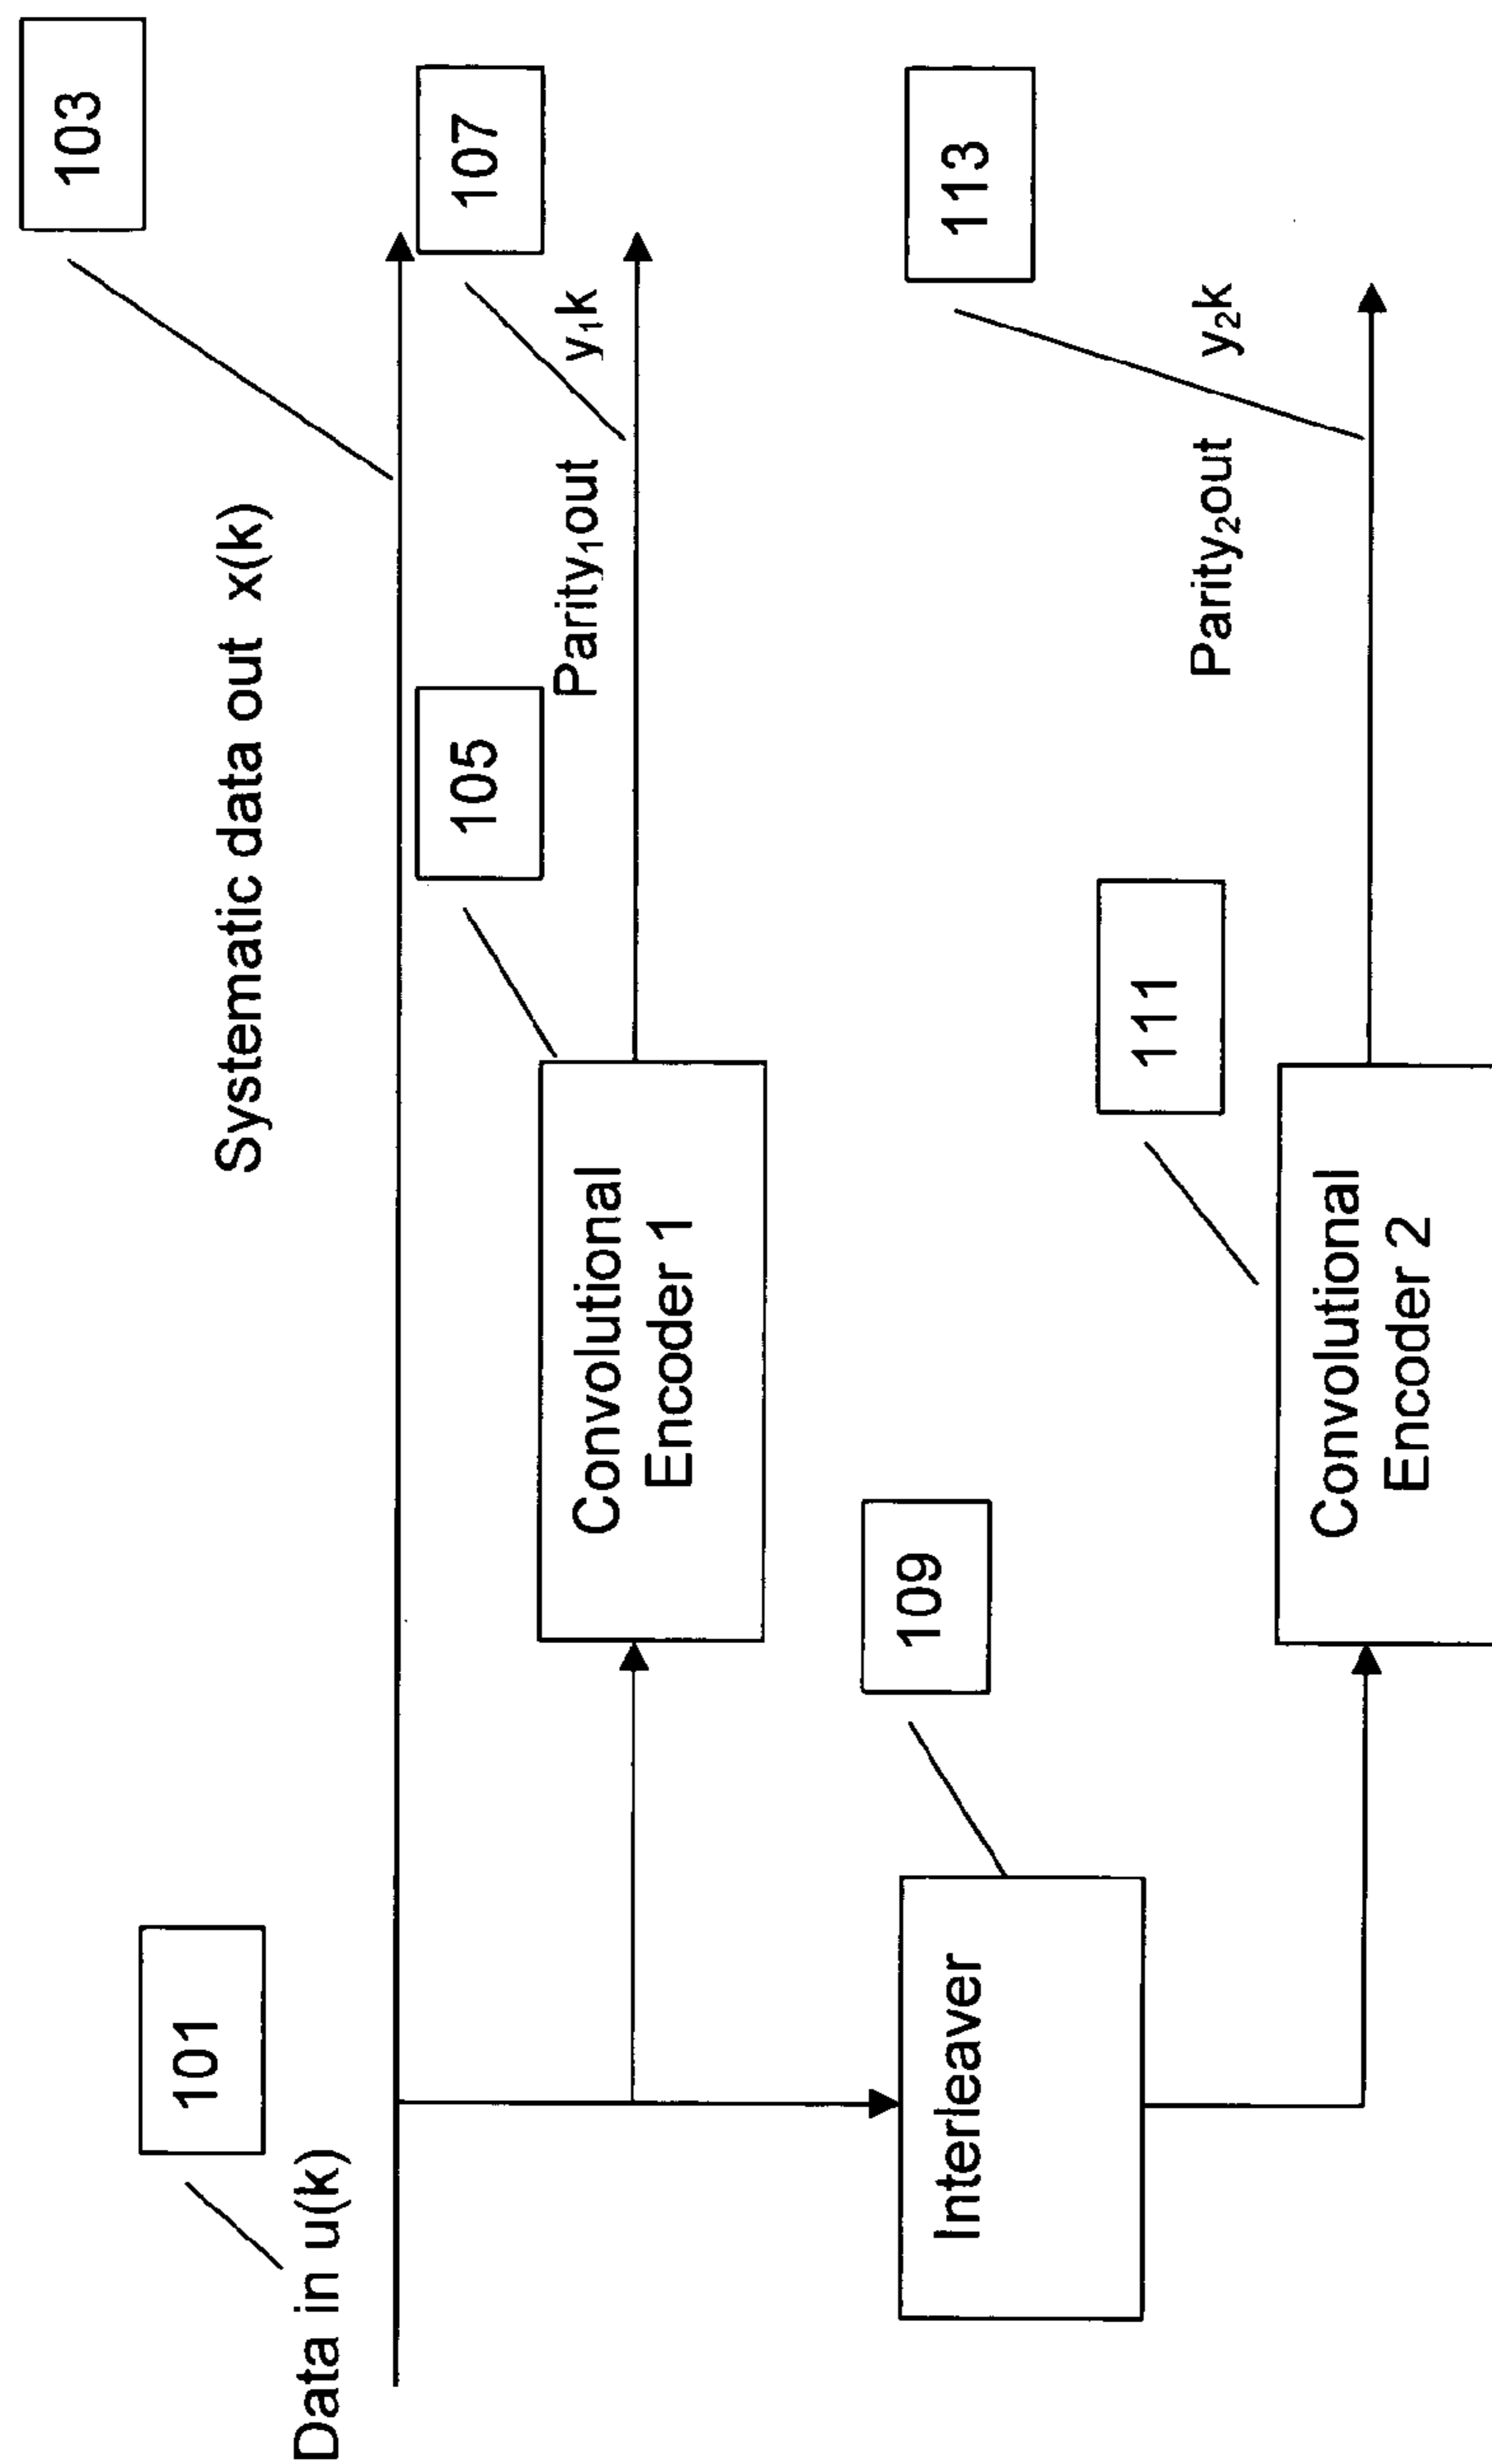 103
101
Systematic data out x(k)
Data in u(k)
107
105
Parity₁out y₁k
Convolutional
Encoder 1
113
109
Interleaver
111
Parity₂out y₂k
Convolutional
Encoder 2